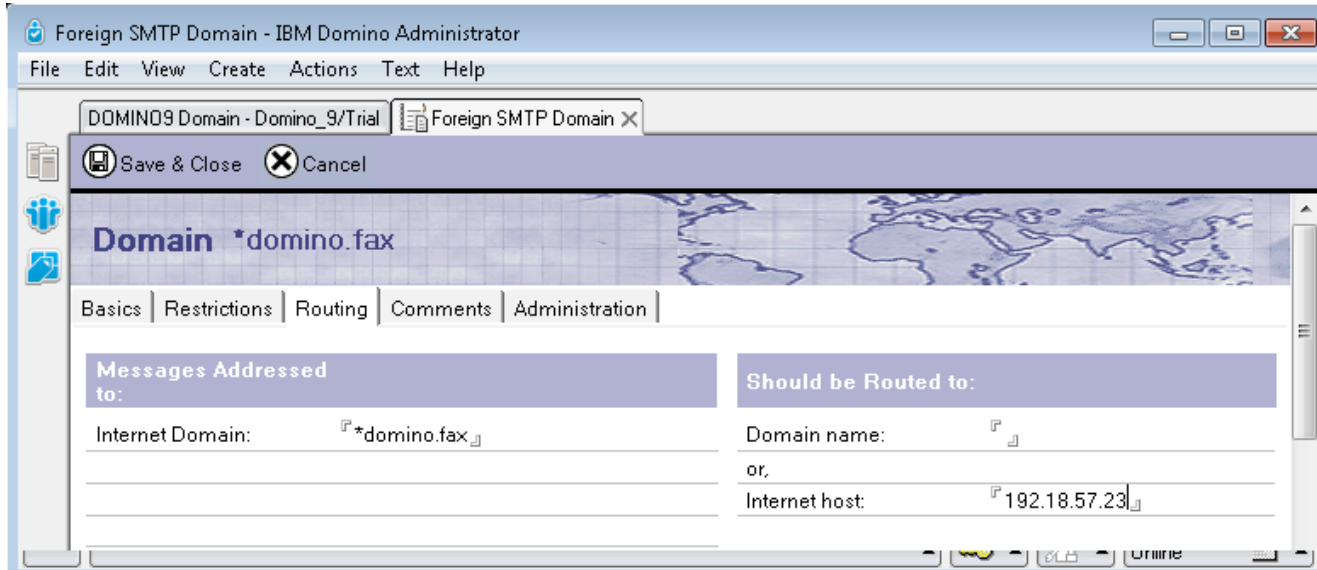 Foreign SMTP Domain - IBM Domino Administrator
File Edit View Create Actions Text Help
DOMINO9 Domain - Domino_9/Trial Foreign SMTP Domain
Save & Close Cancel
Domain *domino.fax
Basics Restrictions Routing Comments Administration
Messages Addressed to: Should be Routed to:
Internet Domain: *domino.fax Domain name:
or,
Internet host: 192.18.57.23
Online